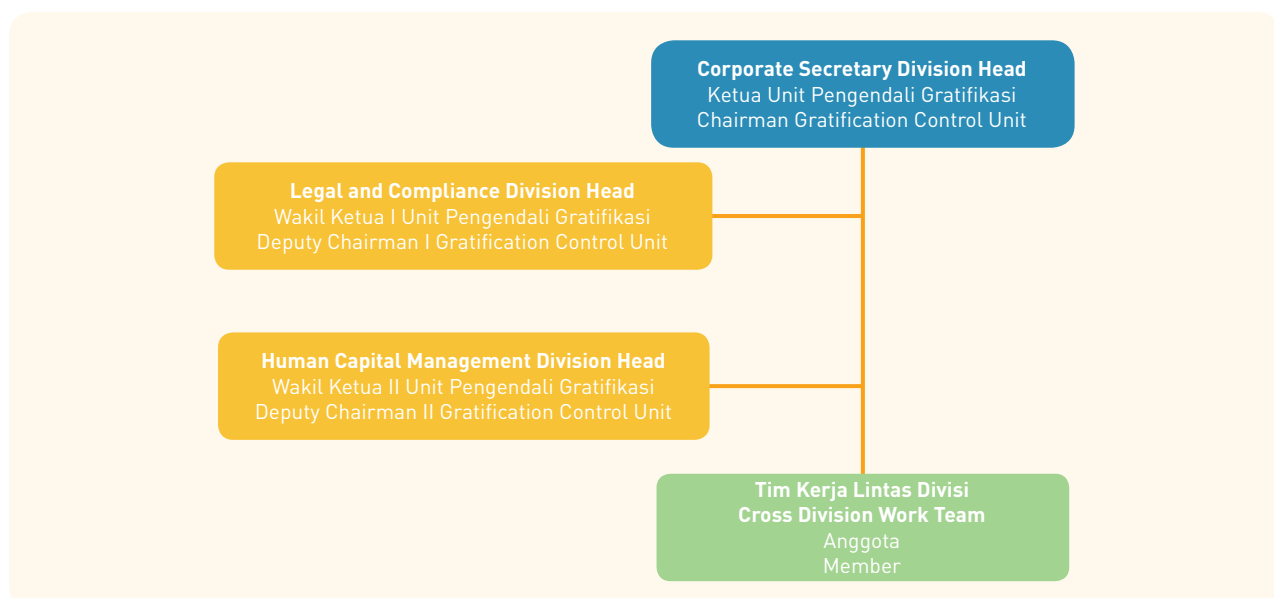 Corporate Secretary Division Head
Ketua Unit Pengendali Gratifikasi
Chairman Gratification Control Unit
Legal and Compliance Division Head
Wakil Ketua I Unit Pengendali Gratifikasi
Deputy Chairman I Gratification Control Unit
Human Capital Management Division Head
Wakil Ketua II Unit Pengendali Gratifikasi
Deputy Chairman II Gratification Control Unit
Tim Kerja Lintas Divisi
Cross Division Work Team
Anggota
Member